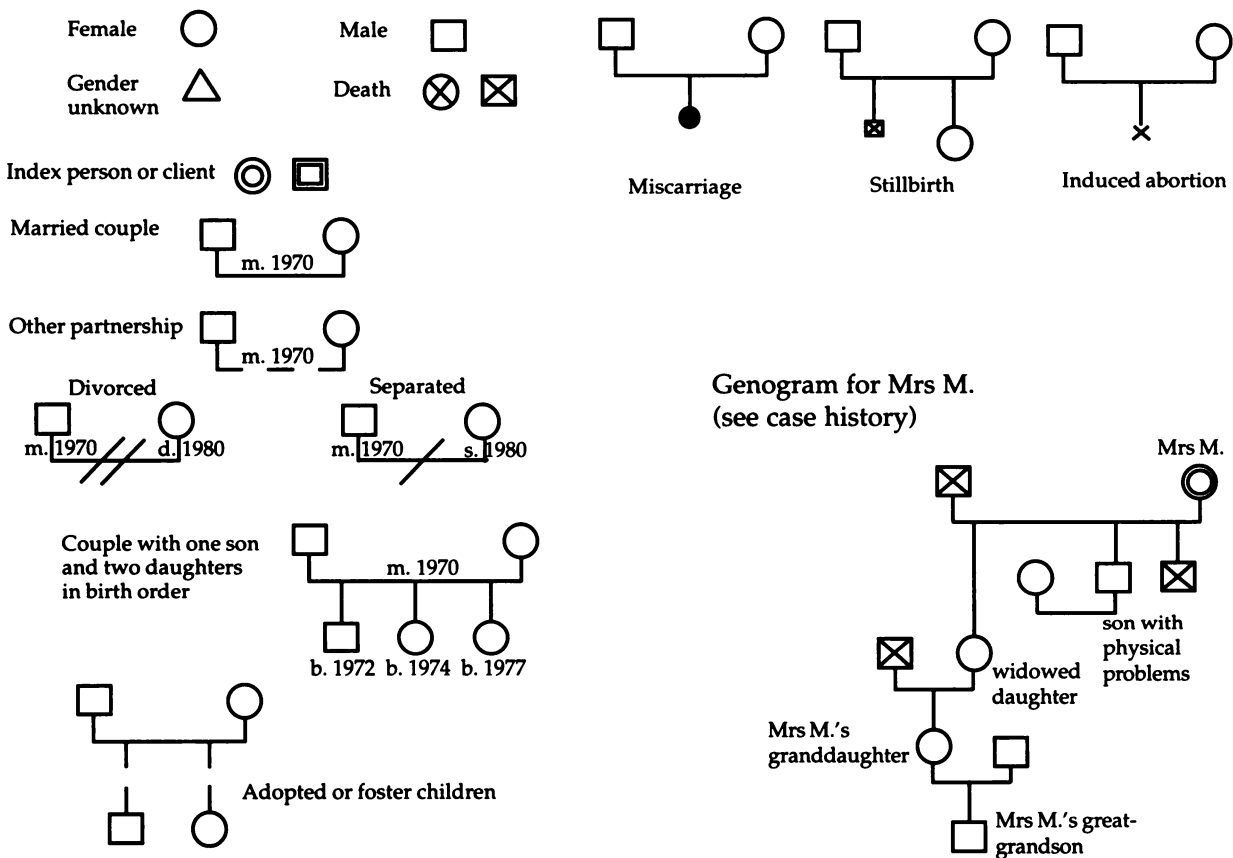 Female
Male
Gender
unknown
Death
Index person or client
Married couple
m. 1970
Other partnership
m. 1970
Divorced
m. 1970
d. 1980
Separated
m. 1970
s. 1980
Couple with one son
and two daughters
in birth order
m. 1970
b. 1972 b. 1974 b. 1977
Adopted or foster children
Miscarriage
Stillbirth
Induced abortion
Genogram for Mrs M.
(see case history)
Mrs M.
son with
physical
problems
widowed
daughter
Mrs M.'s
granddaughter
Mrs M.'s great-
grandson